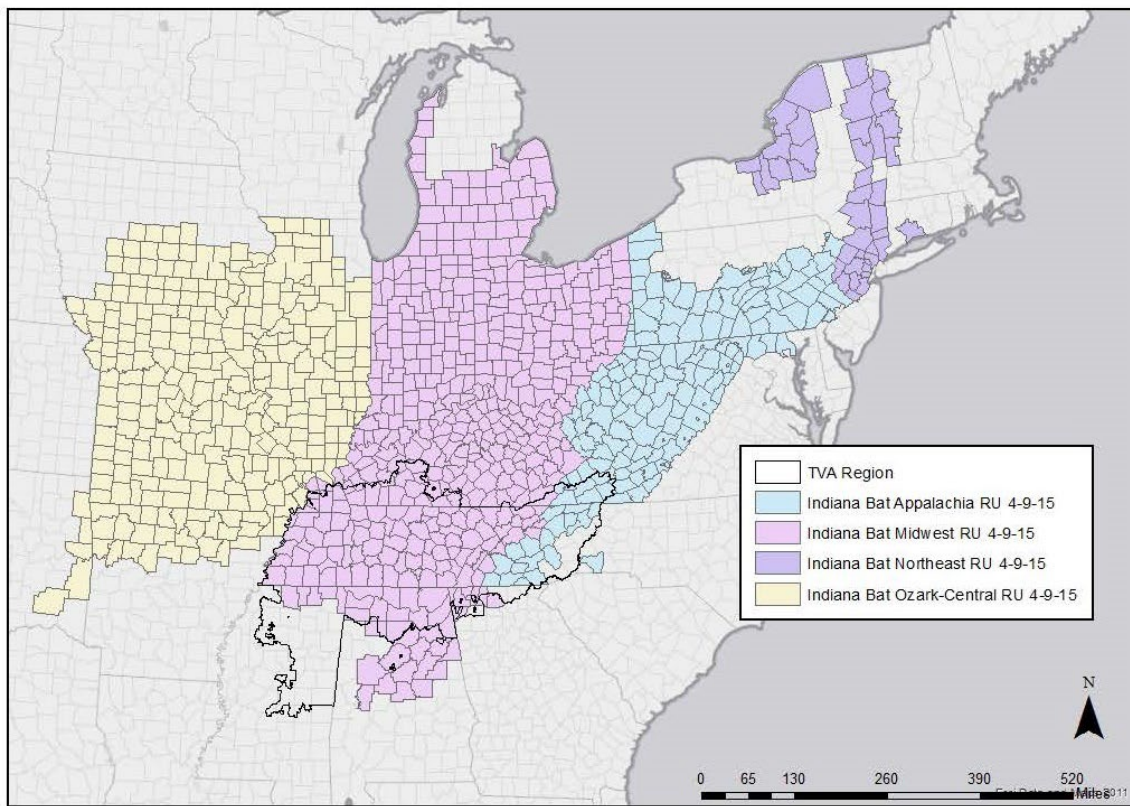 TVA Region
Indiana Bat Appalachia RU 4-9-15
Indiana Bat Midwest RU 4-9-15
Indiana Bat Northeast RU 4-9-15
Indiana Bat Ozark-Central RU 4-9-15
N
0 65 130 260 390 520
Miles
2011